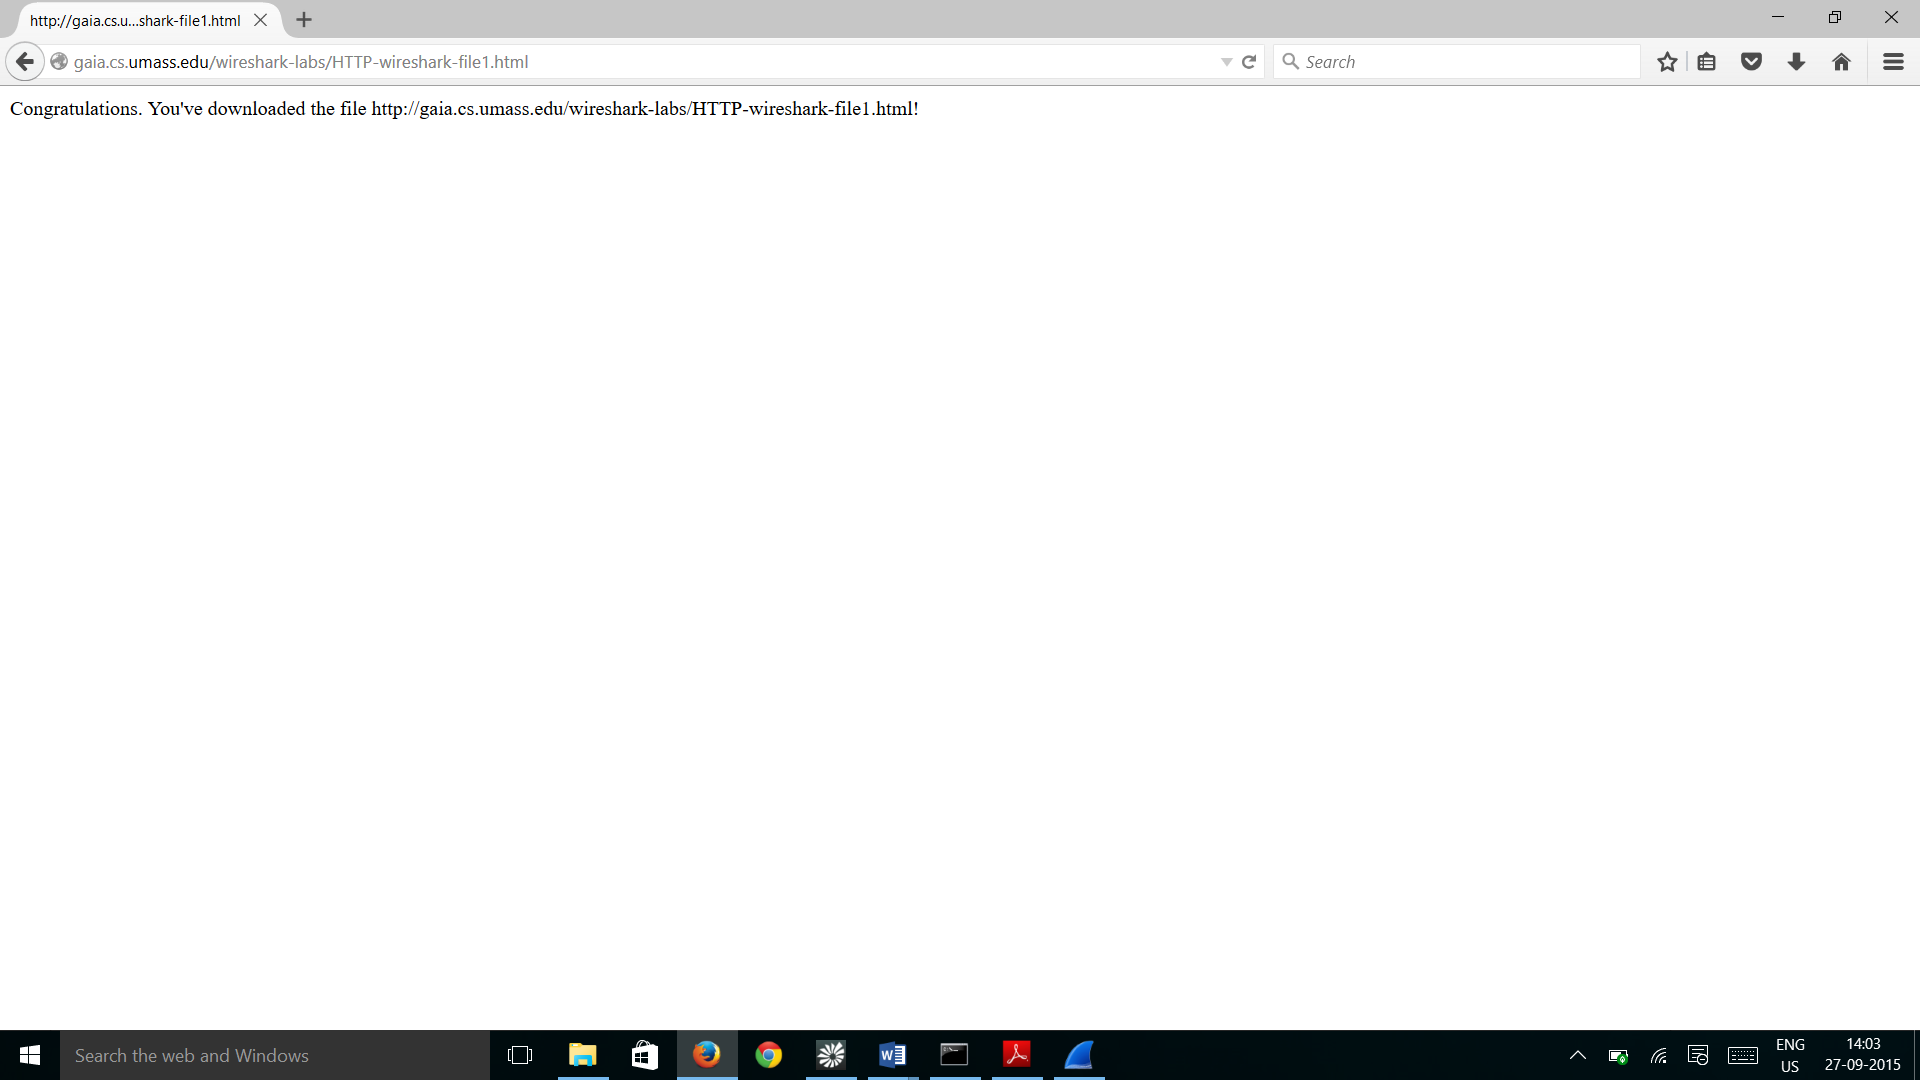 http://gaia.cs.u...shark-file1.html
gaia.cs.umass.edu/wireshark-labs/HTTP-wireshark-file1.html
Search
Congratulations. You've downloaded the file http://gaia.cs.umass.edu/wireshark-labs/HTTP-wireshark-file1.html!
Search the web and Windows
ENG
US
14:03
27-09-2015